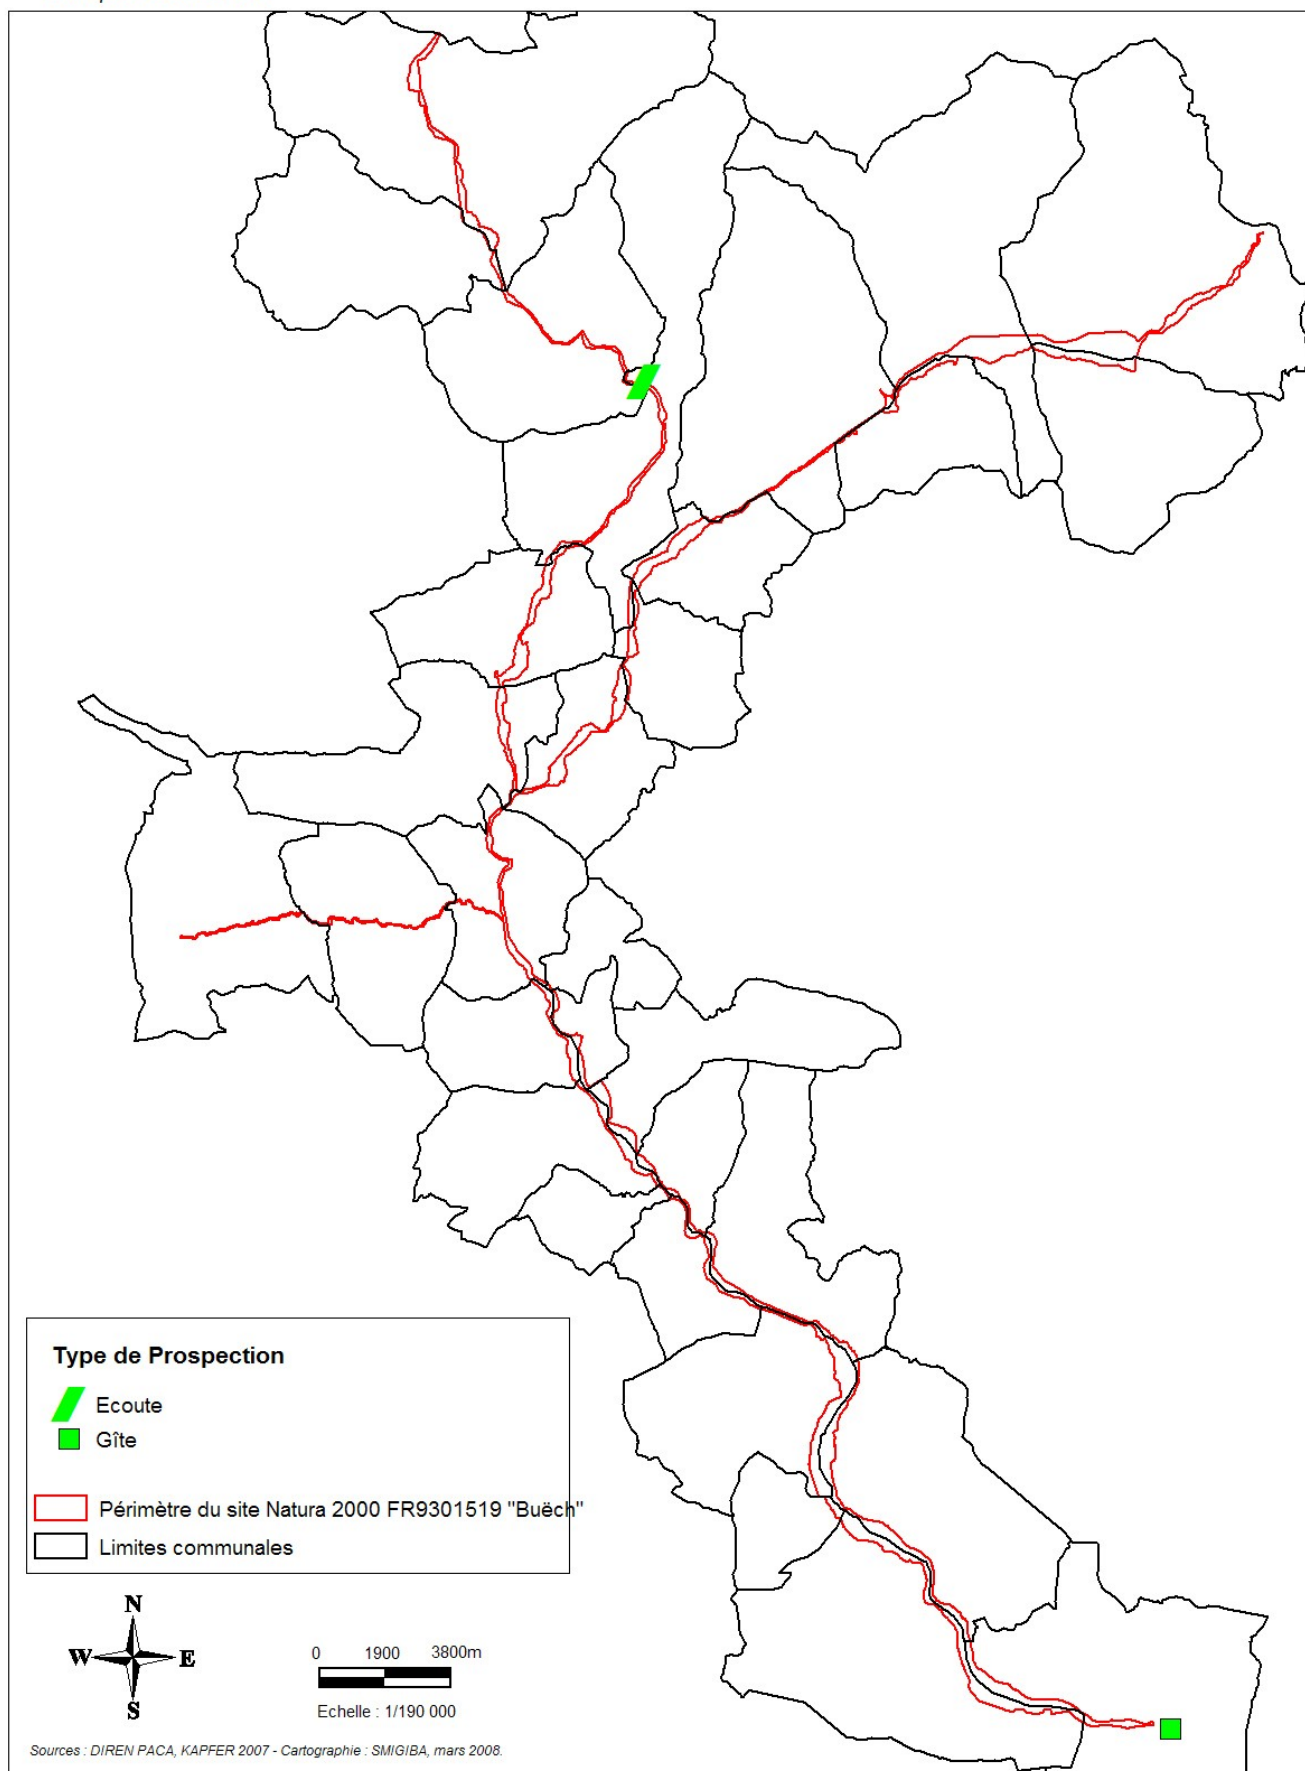 Type de Prospection
Ecoute
Gîte
Périmètre du site Natura 2000 FR9301519 "Buëch"
Limites communales
N
W E
S
0 1900 3800m
Echelle : 1/190 000
Sources : DIREN PACA, KAPFER 2007 - Cartographie : SMIGIBA, mars 2008.